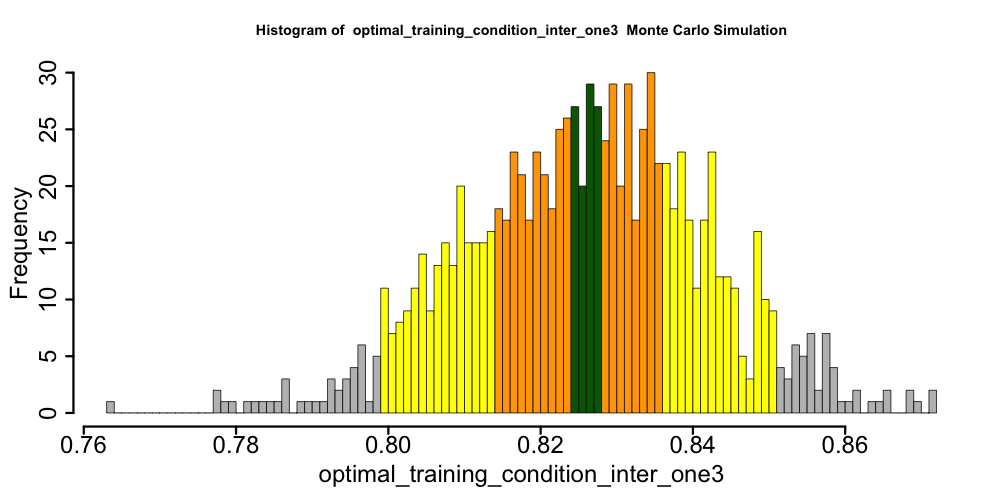 Histogram of optimal_training_condition_inter_one3 Monte Carlo Simulation
Frequency
30
25
20
15
10
5
0
0.76 0.78 0.80 0.82 0.84 0.86
optimal_training_condition_inter_one3